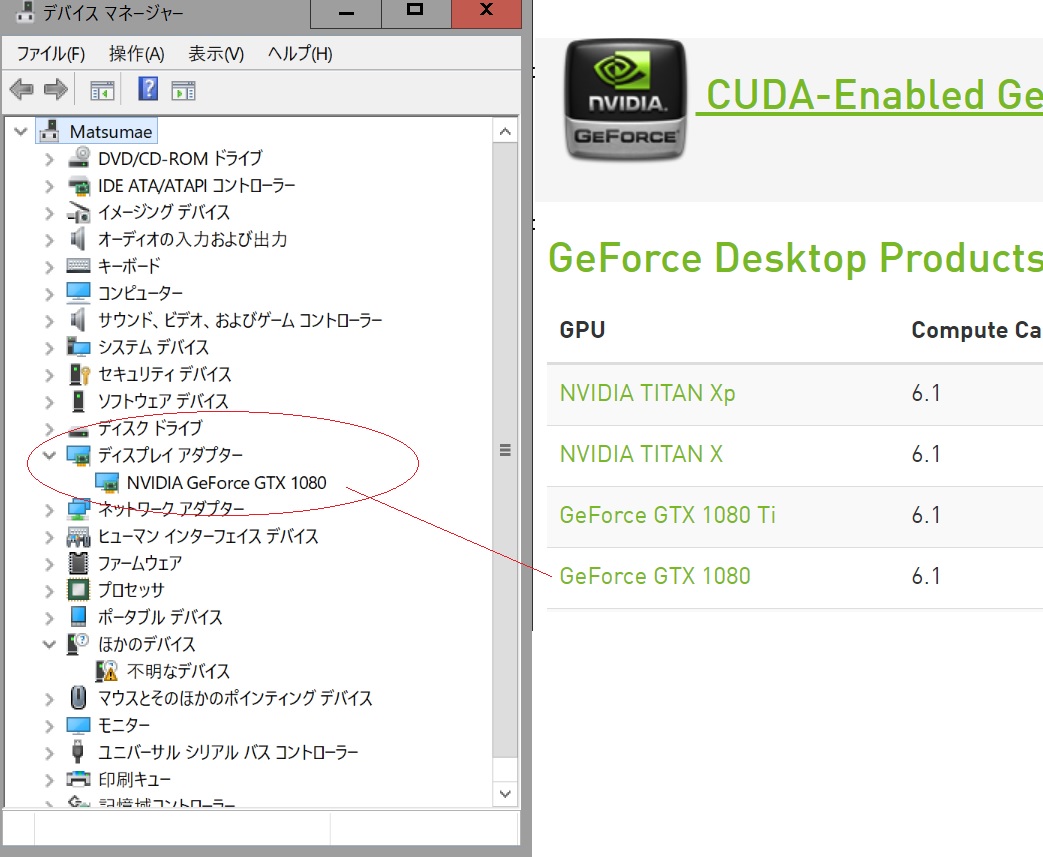 デバイス マネージャー
ファイル(F) 操作(A) 表示(V) ヘルプ(H)
Matsumae
DVD/CD-ROM ドライブ
IDE ATA/ATAPI コントローラー
イメージング デバイス
オーディオの入力および出力
キーボード
コンピューター
サウンド、ビデオ、およびゲーム コントローラー
システム デバイス
セキュリティ デバイス
ソフトウェア デバイス
ディスク ドライブ
ディスプレイ アダプター
NVIDIA GeForce GTX 1080
ネットワーク アダプター
ヒューマン インターフェイス デバイス
ファームウェア
プロセッサ
ポータブル デバイス
ほかのデバイス
不明なデバイス
マウスとそのほかのポインティング デバイス
モニター
ユニバーサル シリアル バス コントローラー
印刷キュー
記憶域コントローラー
NVIDIA.
GEFORCE
CUDA-Enabled Ge
GeForce Desktop Products
GPU Compute Ca
NVIDIA TITAN Xp 6.1
NVIDIA TITAN X 6.1
GeForce GTX 1080 Ti 6.1
GeForce GTX 1080 6.1